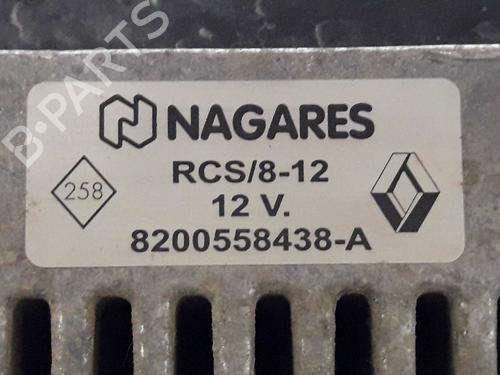 B-PARTS
NAGARES
RCS/8-12
258
12 V.
8200558438-A